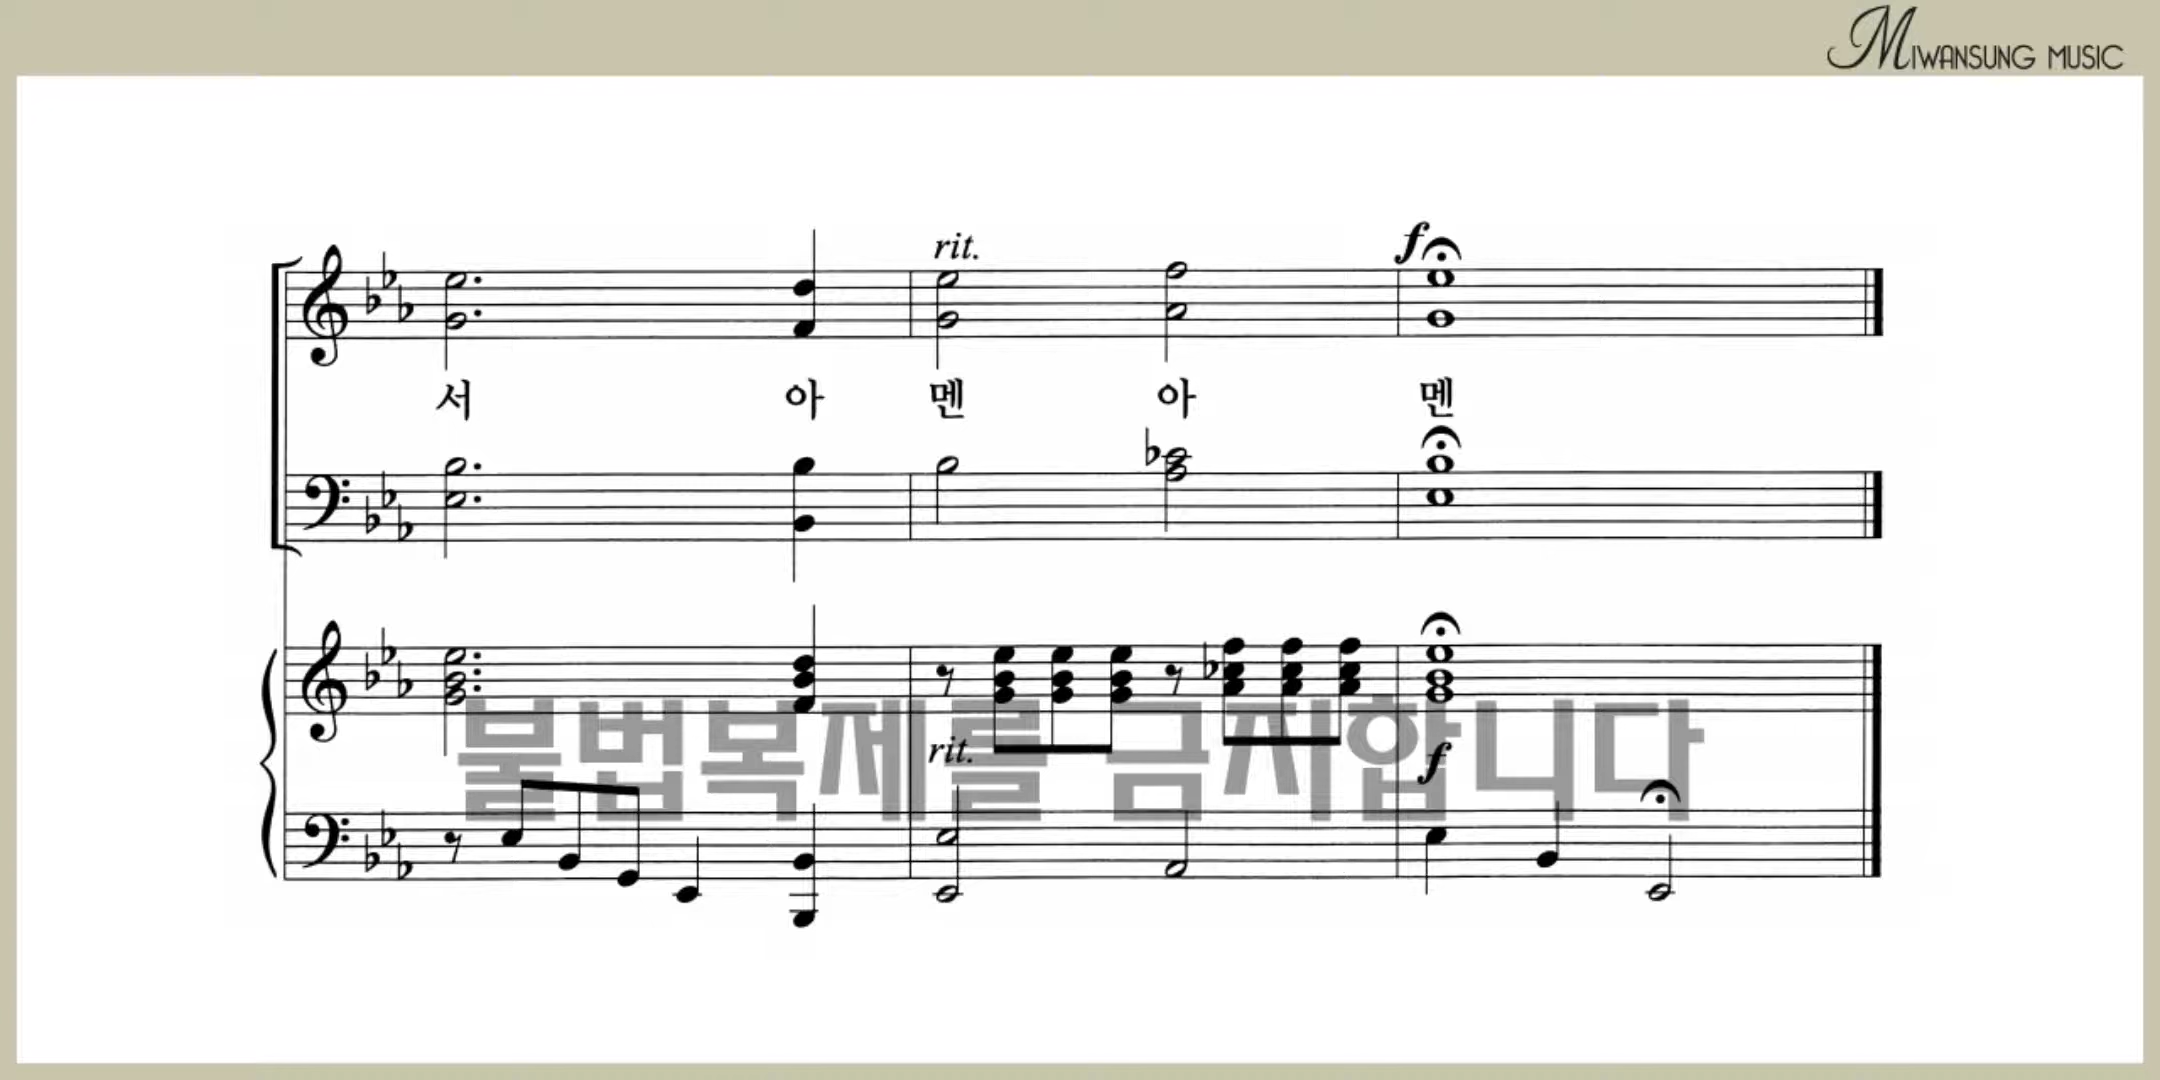 MIWANSUNG MUSIC
rit.
f
서 아 멘 아 멘
rit.
f
불법복제를 금지합니다